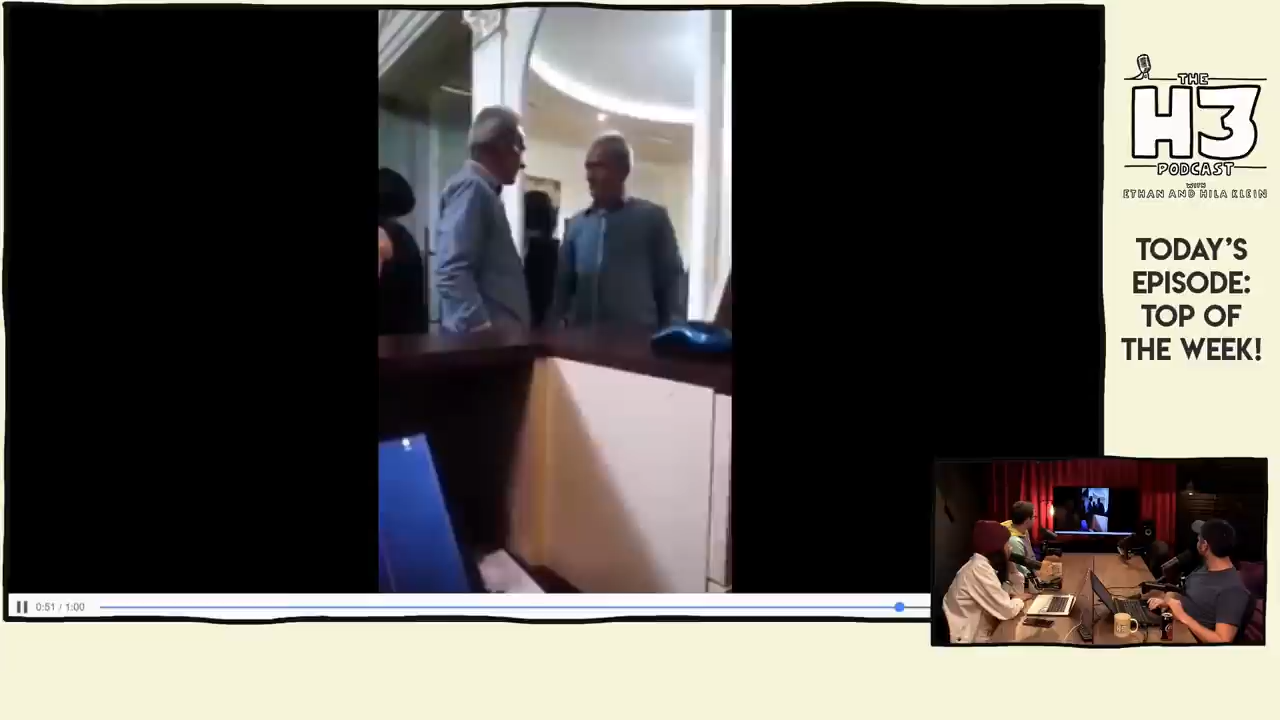 THE
H3
PODCAST
WITH
ETHAN AND HILA KLEIN
TODAY'S
EPISODE:
TOP OF
THE WEEK!
0:51 / 1:00